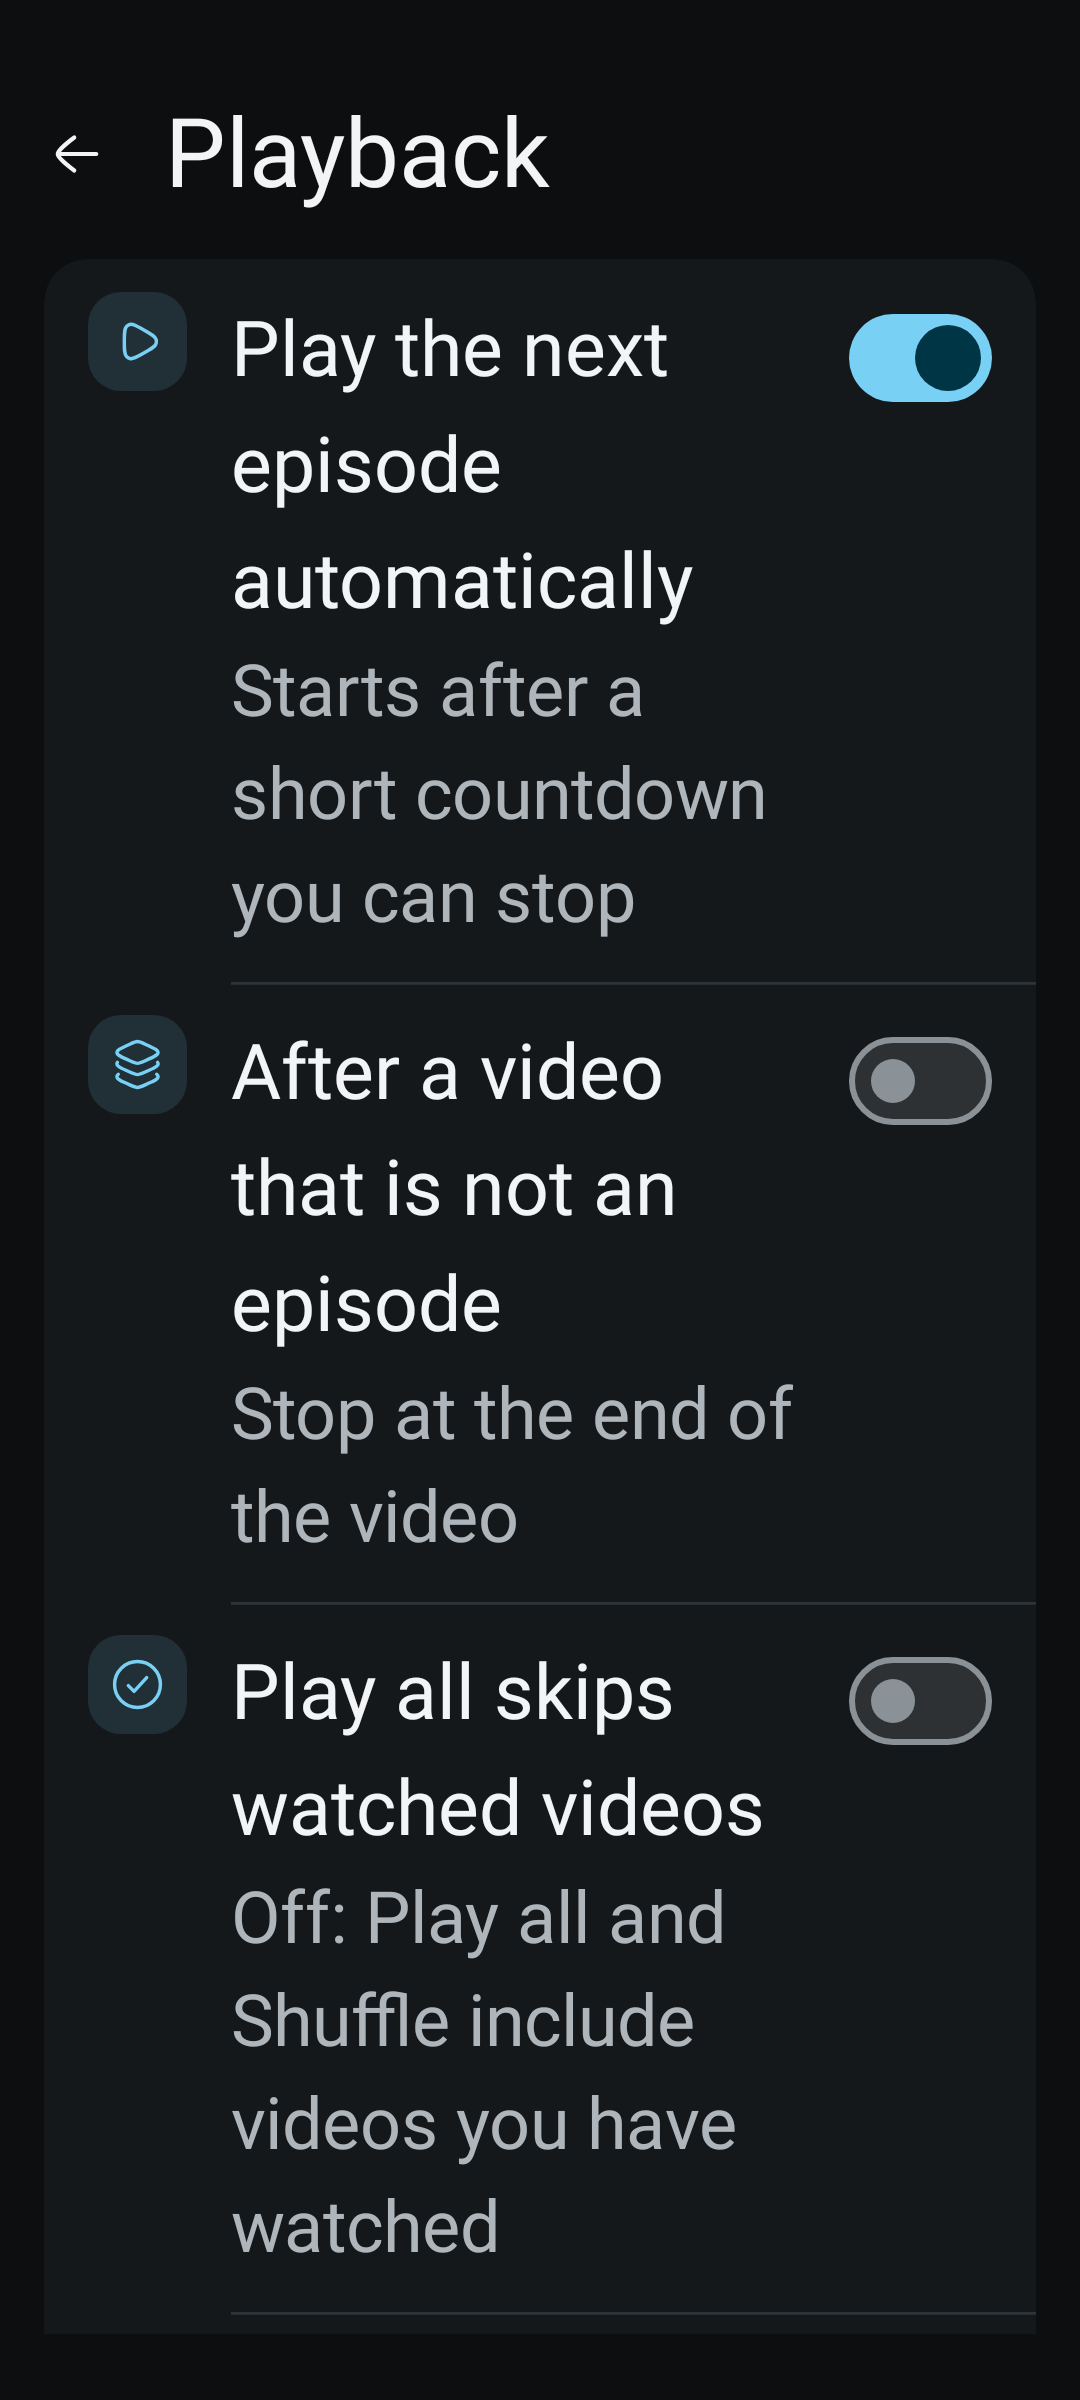 Playback
Play the next
episode
automatically
Starts after a
short countdown
you can stop
After a video
that is not an
episode
Stop at the end of
the video
Play all skips
watched videos
Off: Play all and
Shuffle include
videos you have
watched